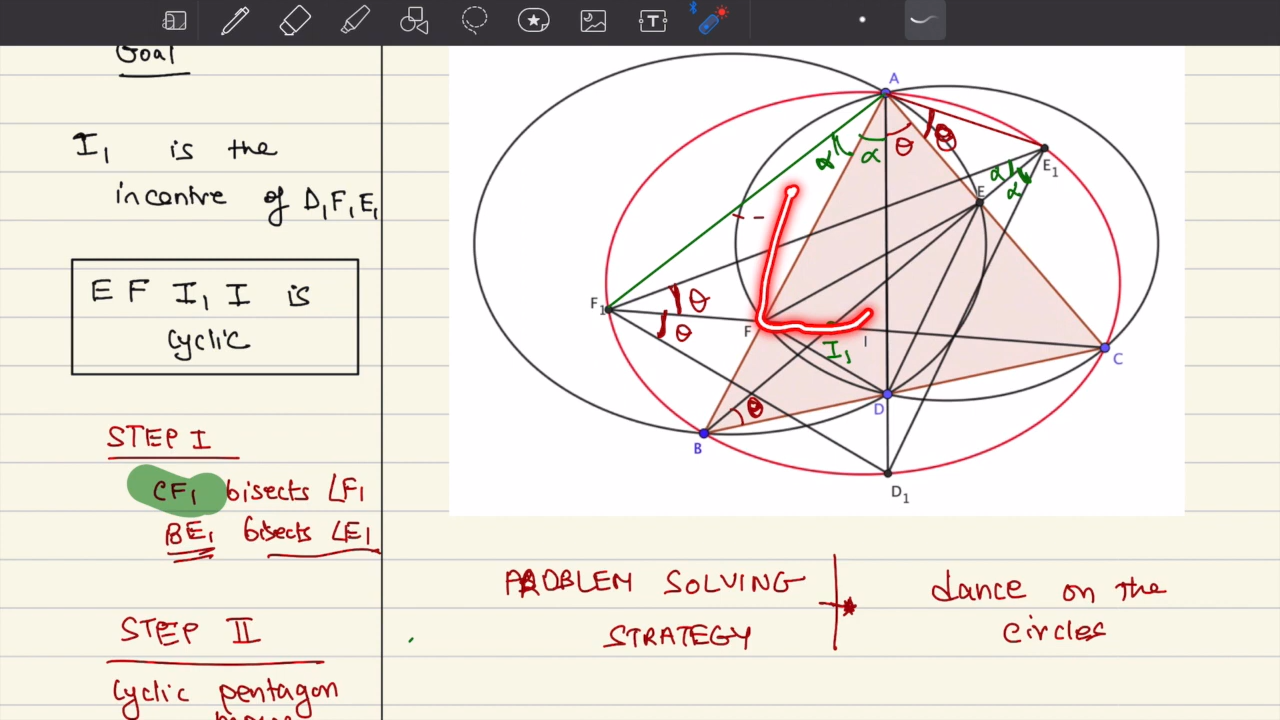 Goal
I₁ is the
incentre of D₁F₁E₁
E F I₁ I is
cyclic
STEP I
CF₁ bisects ∠F₁
BE₁ bisects ∠E₁
STEP II
Cyclic pentagon
T
A
α α θ θ
E₁
α
α
E
F₁
θ
θ
F
I₁
I
C
D
θ
B
D₁
PROBLEM SOLVING
STRATEGY
dance on the
circles